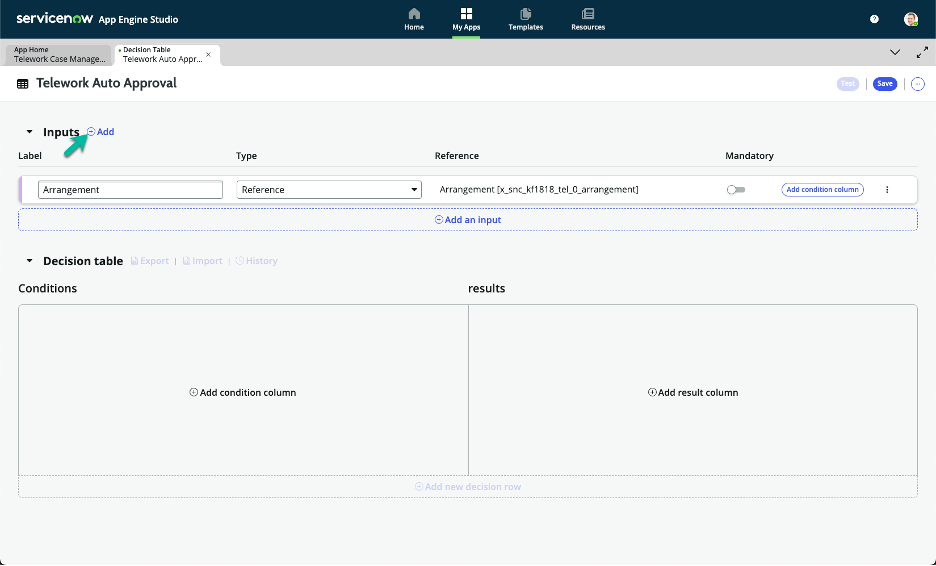 servicenow App Engine Studio
Home
My Apps
Templates
Resources
App Home
Telework Case Manage...
Decision Table
Telework Auto Appr...
Telework Auto Approval
Test
Save
Inputs
Add
Label
Type
Reference
Mandatory
Arrangement
Reference
Arrangement [x_snc_kf1818_tel_0_arrangement]
Add condition column
Add an input
Decision table
Export
Import
History
Conditions
results
Add condition column
Add result column
Add new decision row